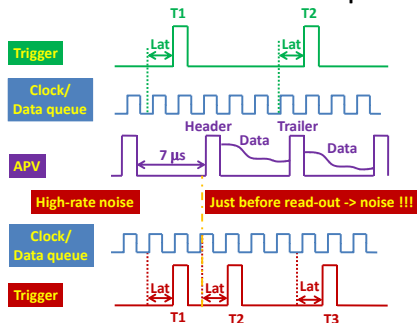 T1 T2
Lat Lat
Trigger
Clock/
Data queue
Header Trailer
Data Data
7 µs
APV
High-rate noise Just before read-out -> noise !!!
Clock/
Data queue
Lat Lat Lat
Trigger
T1 T2 T3